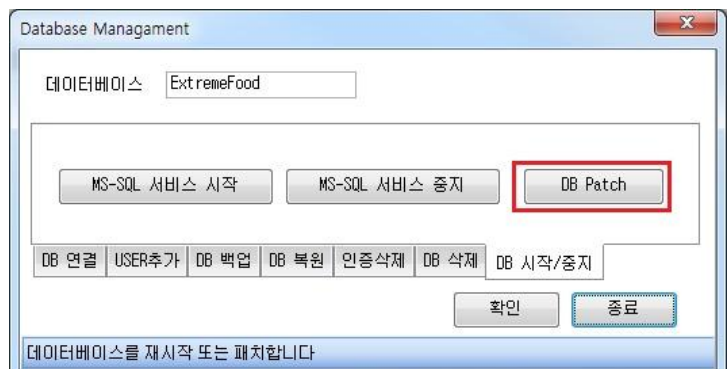 Database Managament
데이터베이스 ExtremeFood
MS-SQL 서비스 시작 MS-SQL 서비스 중지 DB Patch
DB 연결 USER추가 DB 백업 DB 복원 인증삭제 DB 삭제 DB 시작/중지
확인 종료
데이터베이스를 재시작 또는 패치합니다